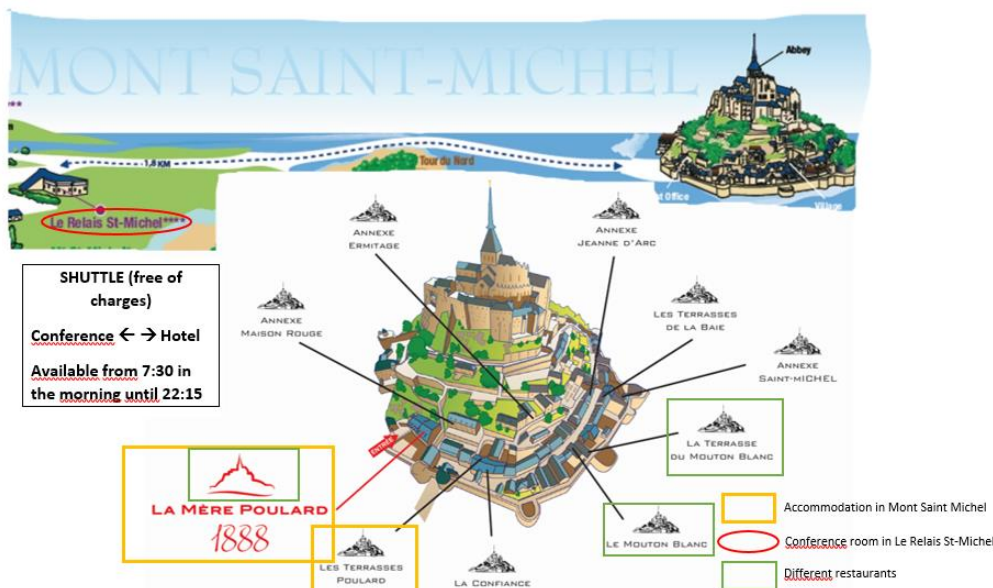 MONT SAINT-MICHEL
Abbey
1,8 KM
Tour du Nord
Office
Village
Le Relais St-Michel****
SHUTTLE (free of
charges)
Conference ← → Hotel
Available from 7:30 in
the morning until 22:15
ANNEXE
ERMITAGE
ANNEXE
JEANNE D'ARC
ANNEXE
MAISON ROUGE
LES TERRASSES
DE LA BAIE
ANNEXE
SAINT-MICHEL
LA TERRASSE
DU MOUTON BLANC
ENTRÉE
LA MÈRE POULARD
1888
LES TERRASSES
POULARD
LA CONFIANCE
LE MOUTON BLANC
Accommodation in Mont Saint Michel
Conference room in Le Relais St-Michel
Different restaurants